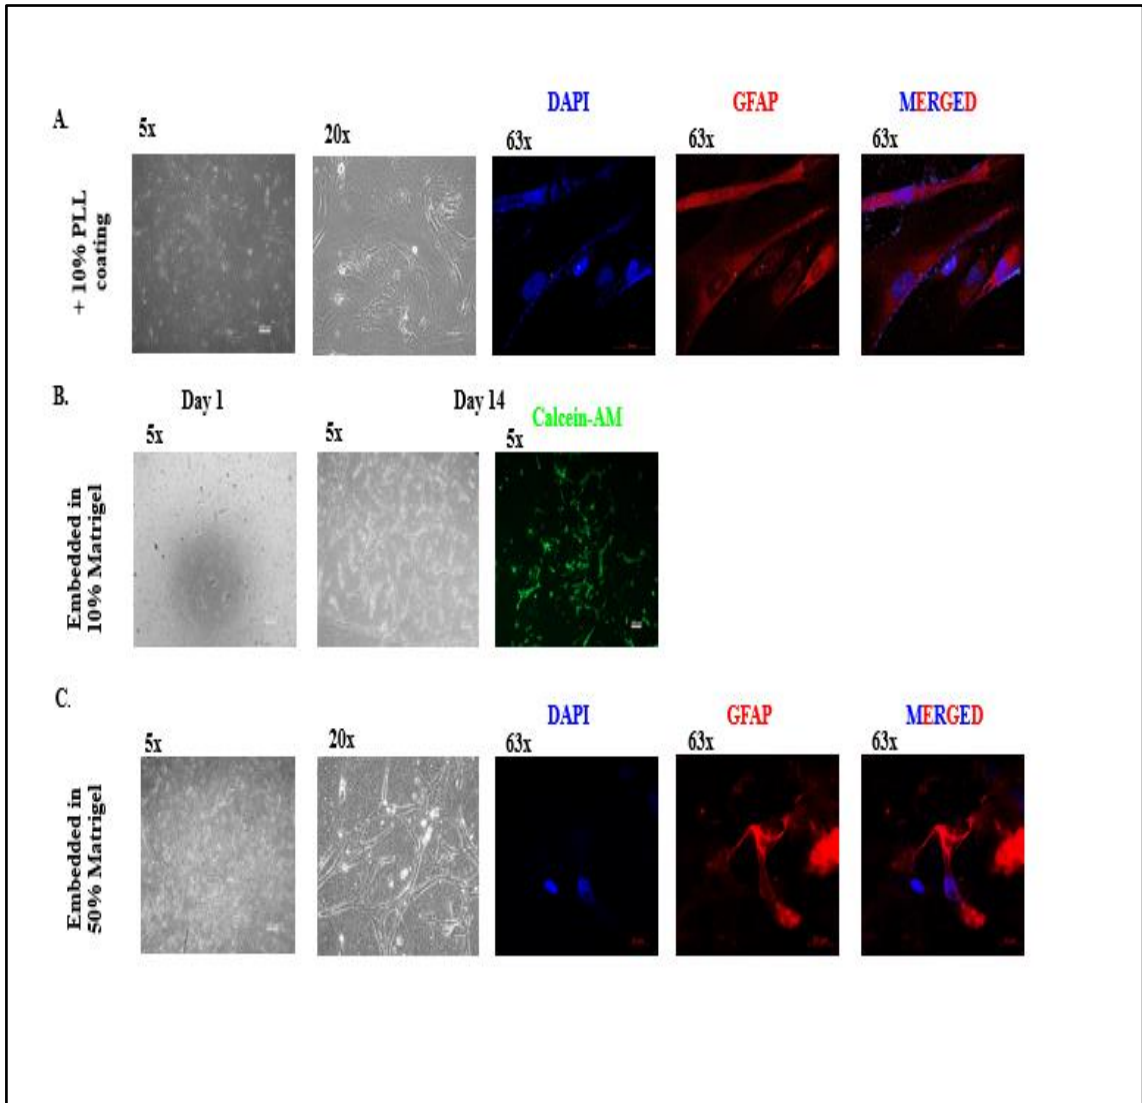 DAPI GFAP MERGED
A.
5x 20x 63x 63x 63x
+ 10% PLL
coating
B.
Day 1 Day 14
Calcein-AM
5x 5x 5x
Embedded in
10% Matrigel
C.
DAPI GFAP MERGED
5x 20x 63x 63x 63x
Embedded in
50% Matrigel